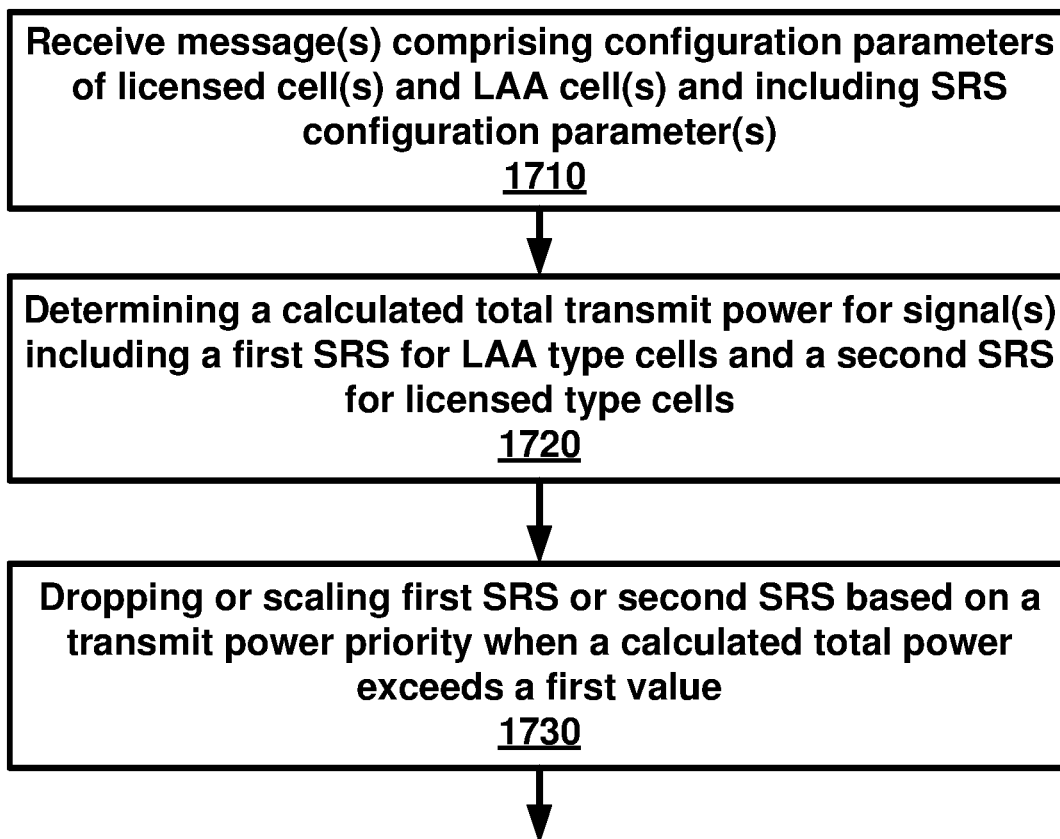 Receive message(s) comprising configuration parameters
of licensed cell(s) and LAA cell(s) and including SRS
configuration parameter(s)
1710
Determining a calculated total transmit power for signal(s)
including a first SRS for LAA type cells and a second SRS
for licensed type cells
1720
Dropping or scaling first SRS or second SRS based on a
transmit power priority when a calculated total power
exceeds a first value
1730